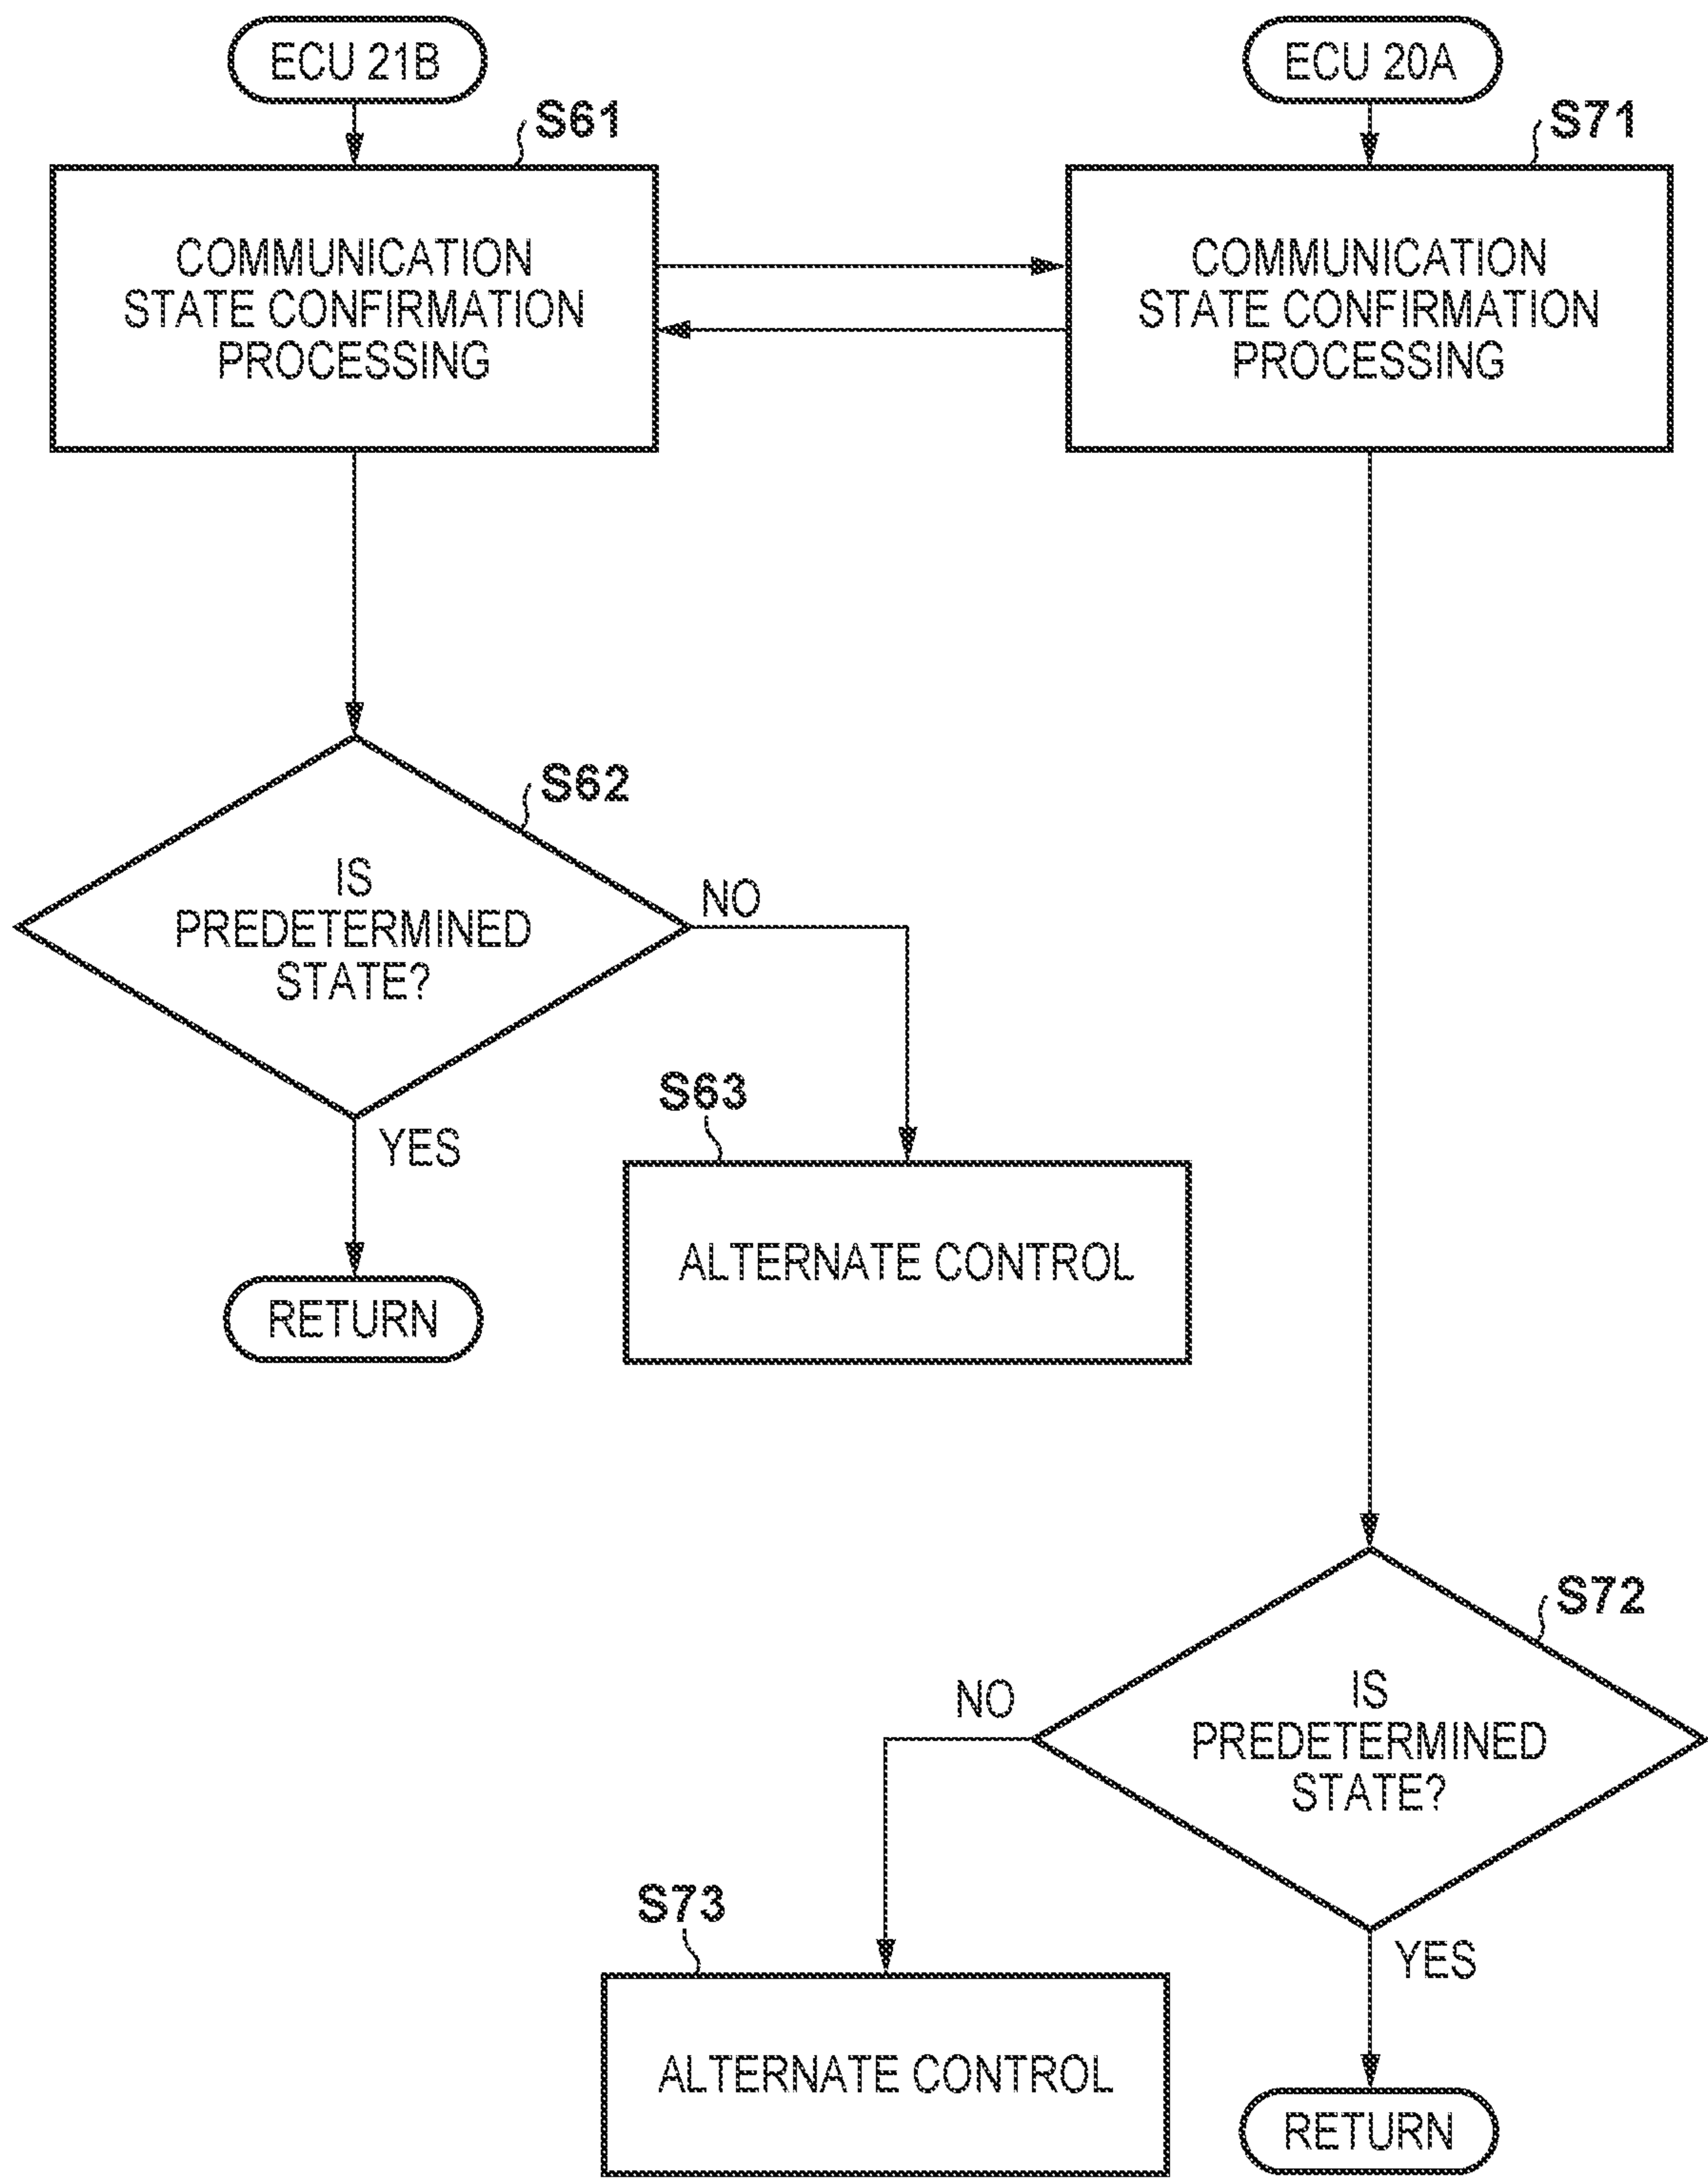 ECU 21B
ECU 20A
S61
S71
COMMUNICATION
STATE CONFIRMATION
PROCESSING
COMMUNICATION
STATE CONFIRMATION
PROCESSING
S62
IS
PREDETERMINED
STATE?
NO
YES
S63
ALTERNATE CONTROL
RETURN
S72
IS
PREDETERMINED
STATE?
NO
YES
S73
ALTERNATE CONTROL
RETURN